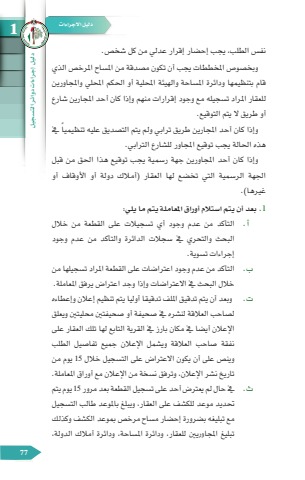 دليل الاجراءات
1
دليل إجراءات دوائر التسجيل
نفس الطلب، يجب إحضار إقرار عدلي من كل شخص.
وبخصوص المخططات يجب أن تكون مصدقة من المساح المرخص الذي
قام بتنظيمها ودائرة المساحة والهيئة المحلية أو الحكم المحلي والمجاورين
للعقار المراد تسجيله مع وجود إقرارات منهم وإذا كان أحد المجارين شارع
أو طريق لا يتم التوقيع.
وإذا كان أحد المجارين طريق ترابي ولم يتم التصديق عليه تنظيمياً في
هذه الحالة يجب توقيع المجاور للشارع الترابي.
وإذا كان أحد المجاورين جهة رسمية يجب توقيع هذا الحق من قبل
الجهة الرسمية التي تخضع لها العقار (أملاك دولة أو الأوقاف أو
غيرها).
1. بعد أن يتم استلام أوراق المعاملة يتم ما يلي:
أ. التأكد من عدم وجود أي تسجيلات على القطعة من خلال
البحث والتحري في سجلات الدائرة والتأكد من عدم وجود
إجراءات تسوية.
ب. التأكد من عدم وجود اعتراضات على القطعة المراد تسجيلها من
خلال البحث في الاعتراضات وإذا وجد اعتراض يرفق المعاملة.
ت. وبعد أن يتم تدقيق الملف تدقيقا أوليا يتم تنظيم إعلان وإعطاءه
لصاحب العلاقة لنشره في صحيفة أو صحيفتين محليتين ويعلق
الإعلان أيضا في مكان بارز في القرية التابع لها تلك العقار على
نفقة صاحب العلاقة ويشمل الإعلان جميع تفاصيل الطلب
وينص على أن يكون الاعتراض على التسجيل خلال 15 يوم من
تاريخ نشر الإعلان، وترفق نسخة من الإعلان مع أوراق المعاملة.
ث. في حال لم يعترض أحد على تسجيل القطعة بعد مرور 15 يوم يتم
تحديد موعد للكشف على العقار، ويبلغ بالموعد طالب التسجيل
مع تبليغه بضرورة إحضار مساح مرخص بموعد الكشف وكذلك
تبليغ المجاورين للعقار، ودائرة المساحة، ودائرة أملاك الدولة،
77